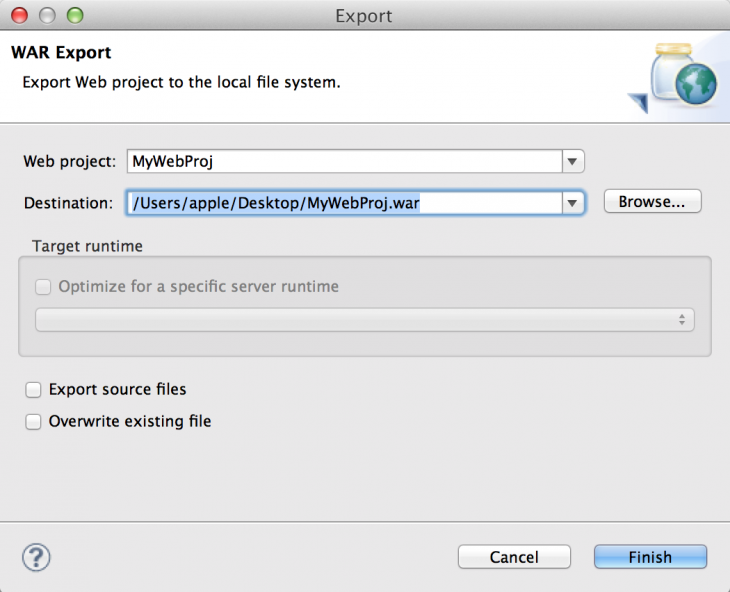 Export
WAR Export
Export Web project to the local file system.
Web project: MyWebProj
Destination: /Users/apple/Desktop/MyWebProj.war Browse...
Target runtime
Optimize for a specific server runtime
Export source files
Overwrite existing file
? Cancel Finish